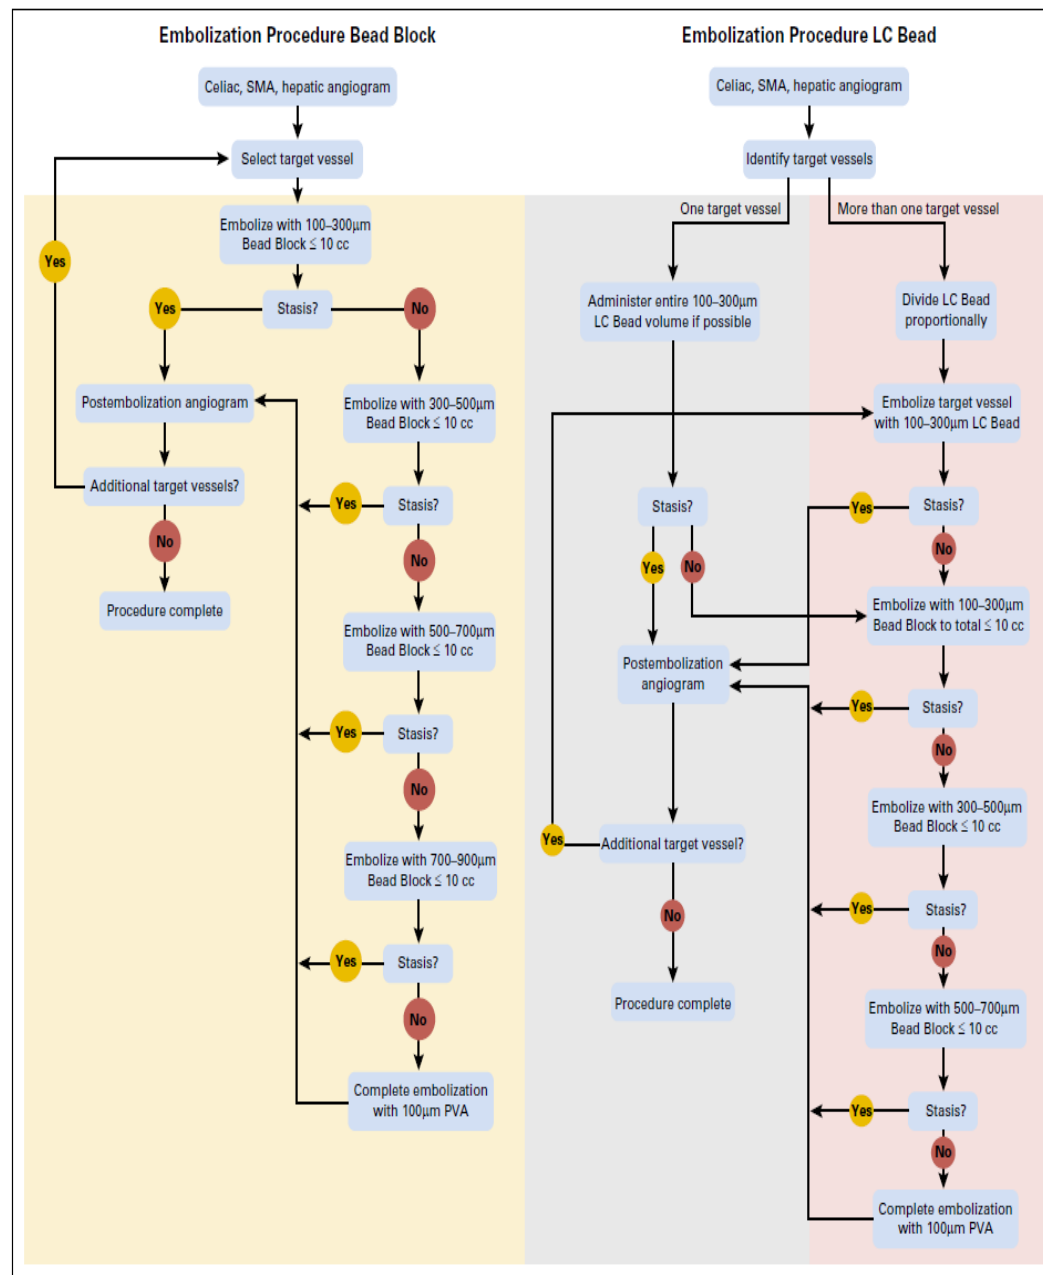 Embolization Procedure Bead Block
Celiac, SMA, hepatic angiogram
Select target vessel
Embolize with 100–300µm
Bead Block ≤ 10 cc
Yes
Stasis?
Yes
No
Postembolization angiogram
Embolize with 300–500µm
Bead Block ≤ 10 cc
Additional target vessels?
Yes
Stasis?
No
No
Procedure complete
Embolize with 500–700µm
Bead Block ≤ 10 cc
Yes
Stasis?
No
Embolize with 700–900µm
Bead Block ≤ 10 cc
Yes
Stasis?
No
Complete embolization
with 100µm PVA
Embolization Procedure LC Bead
Celiac, SMA, hepatic angiogram
Identify target vessels
One target vessel
More than one target vessel
Administer entire 100–300µm
LC Bead volume if possible
Divide LC Bead
proportionally
Embolize target vessel
with 100–300µm LC Bead
Stasis?
Yes
No
Yes
Stasis?
No
Embolize with 100–300µm
Bead Block to total ≤ 10 cc
Postembolization
angiogram
Yes
Stasis?
No
Embolize with 300–500µm
Bead Block ≤ 10 cc
Yes
Additional target vessel?
No
Yes
Stasis?
No
Procedure complete
Embolize with 500–700µm
Bead Block ≤ 10 cc
Yes
Stasis?
No
Complete embolization
with 100µm PVA